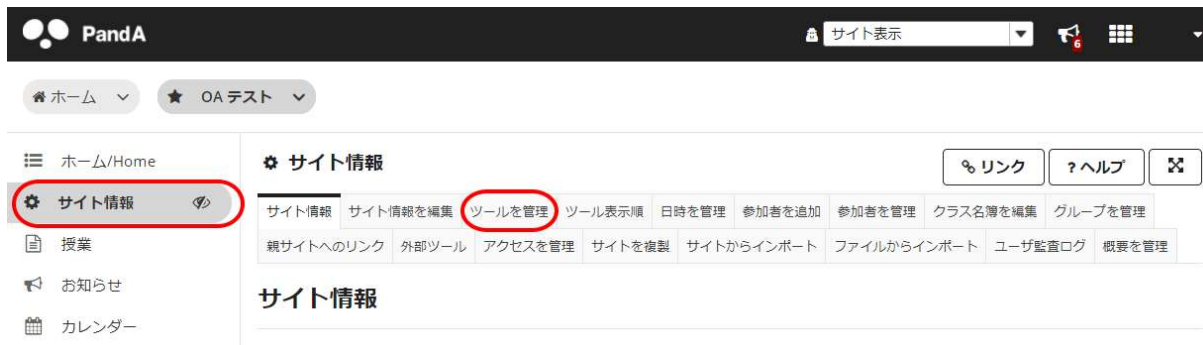 PandA
サイト表示
6
ホーム
OA テスト
ホーム/Home
サイト情報
授業
お知らせ
カレンダー
サイト情報
リンク
? ヘルプ
サイト情報 サイト情報を編集 ツールを管理 ツール表示順 日時を管理 参加者を追加 参加者を管理 クラス名簿を編集 グループを管理
親サイトへのリンク 外部ツール アクセスを管理 サイトを複製 サイトからインポート ファイルからインポート ユーザ監査ログ 概要を管理
サイト情報